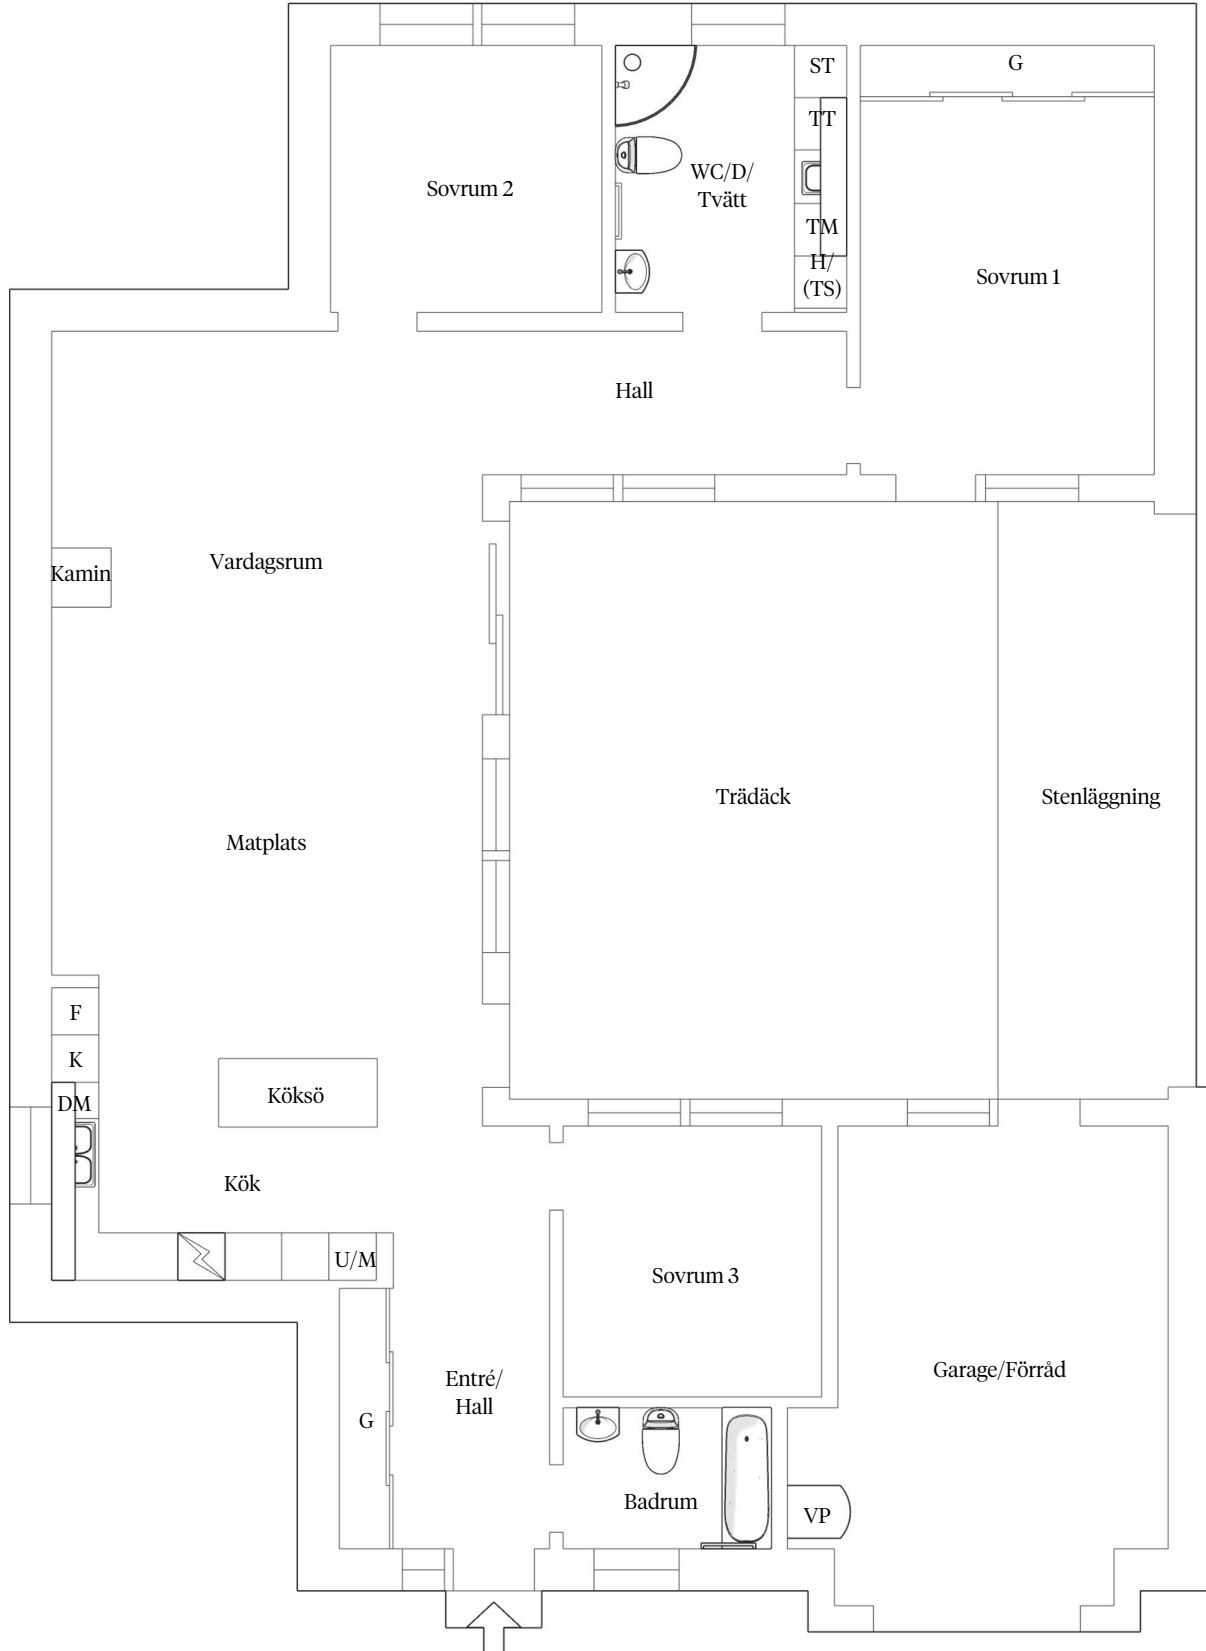 ST
G
TT
Sovrum 2
WC/D/
Tvätt
TM
H/
(TS)
Sovrum 1
Hall
Kamin
Vardagsrum
Trädäck
Stenläggning
Matplats
F
K
DM
Köksö
Kök
U/M
Sovrum 3
Garage/Förråd
Entré/
Hall
G
Badrum
VP